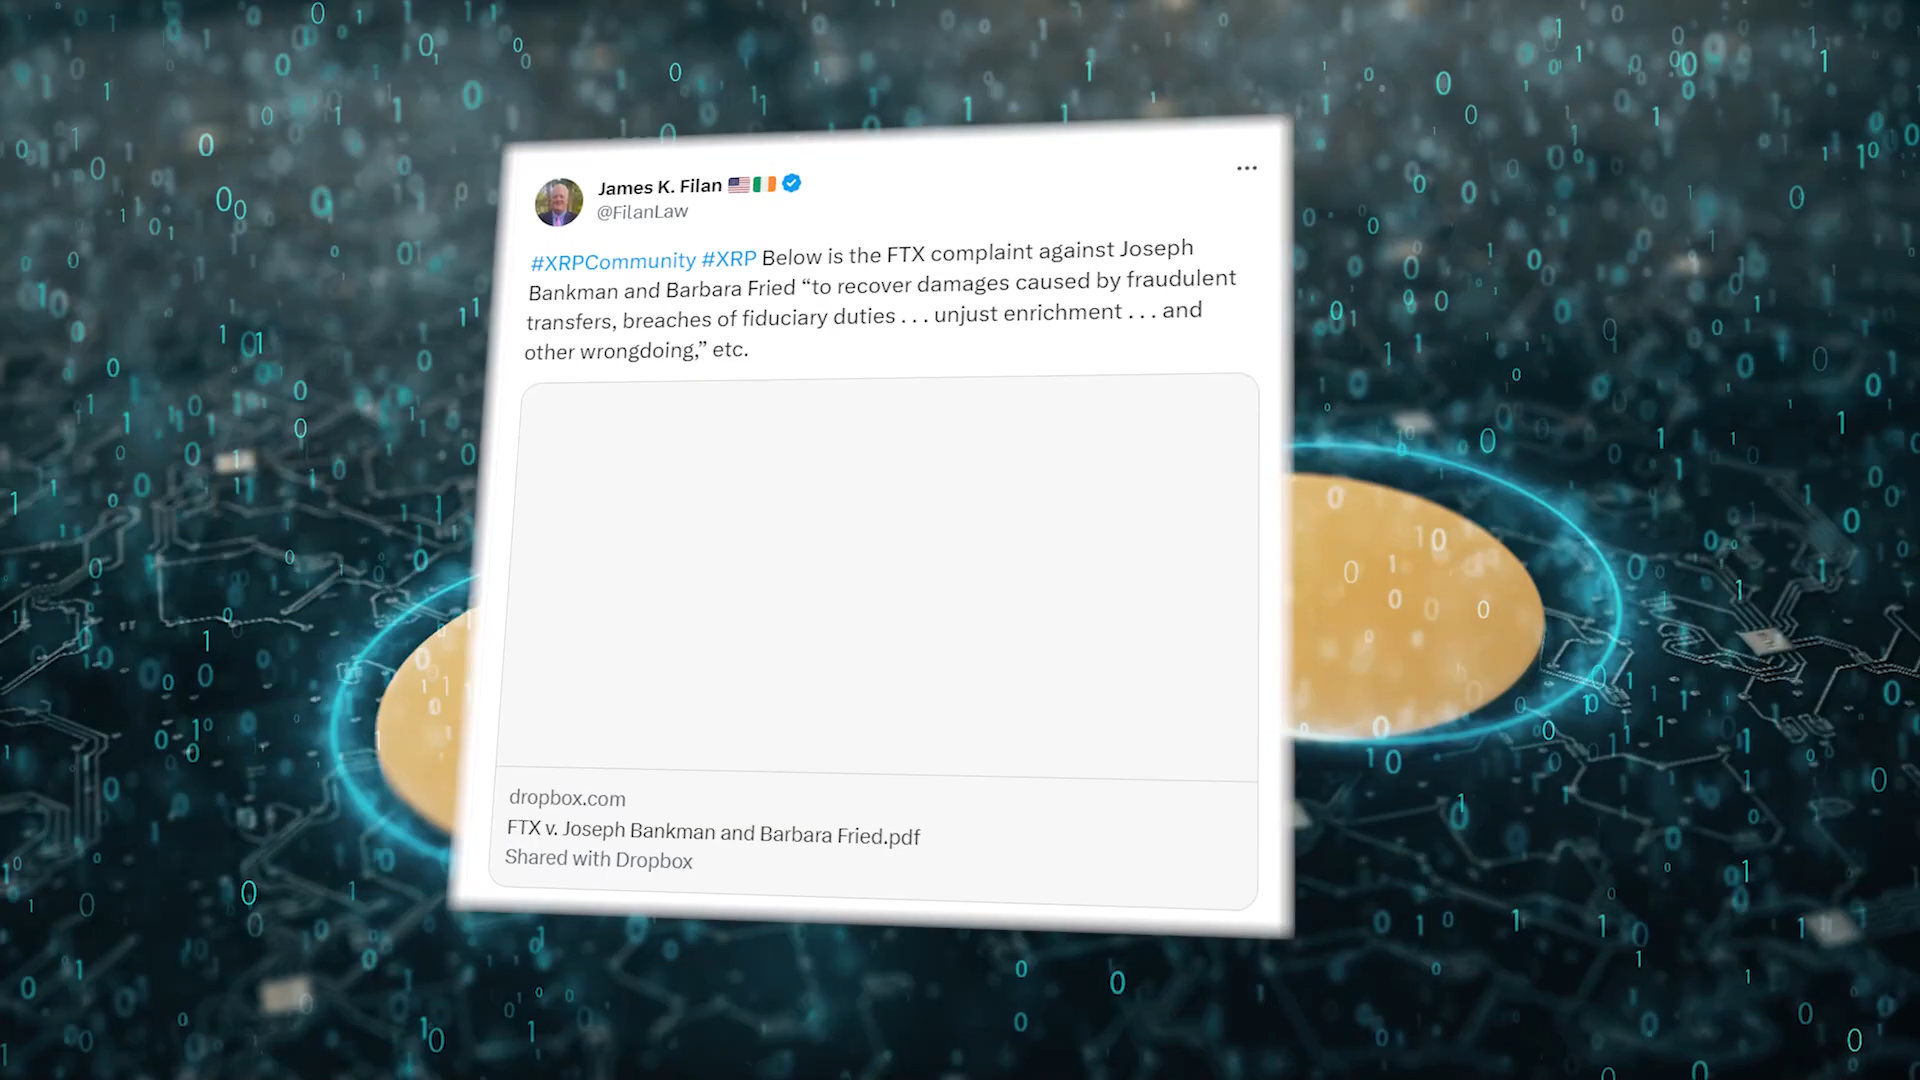 James K. Filan 🇺🇸🇮🇪
@FilanLaw
#XRPCommunity #XRP Below is the FTX complaint against Joseph
Bankman and Barbara Fried “to recover damages caused by fraudulent
transfers, breaches of fiduciary duties . . . unjust enrichment . . . and
other wrongdoing,” etc.
dropbox.com
FTX v. Joseph Bankman and Barbara Fried.pdf
Shared with Dropbox